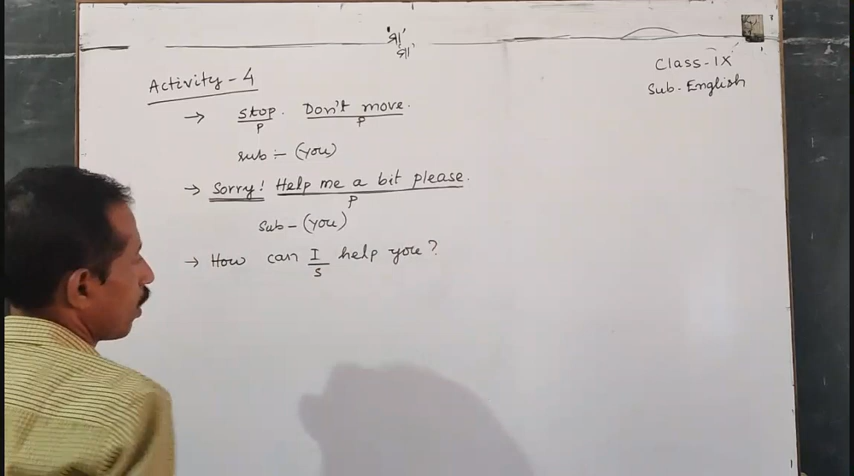 'শ্রী'
শ্রী'
Class-IX
Sub-English
Activity-4
→ Stop. Don't move.
P P
sub:- (you)
→ Sorry! Help me a bit please.
P
Sub-(you)
→ How can I help you?
S